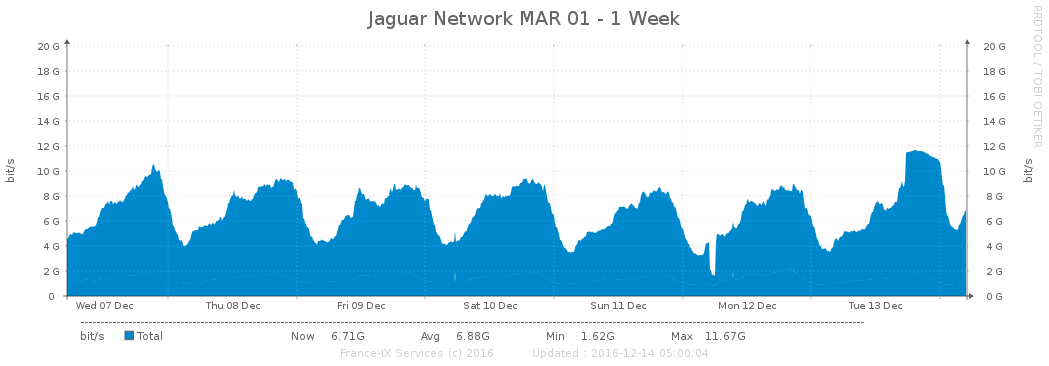 Jaguar Network MAR 01 - 1 Week
RRDTOOL / TOBI OETIKER
20 G 20 G
18 G 18 G
16 G 16 G
14 G 14 G
12 G 12 G
10 G 10 G
8 G 8 G
6 G 6 G
4 G 4 G
2 G 2 G
0 0 G
bit/s
bit/s
Wed 07 Dec Thu 08 Dec Fri 09 Dec Sat 10 Dec Sun 11 Dec Mon 12 Dec Tue 13 Dec
bit/s Total Now 6.71G Avg 6.88G Min 1.62G Max 11.67G
France-IX Services (c) 2016 Updated : 2016-12-14 05:00:04